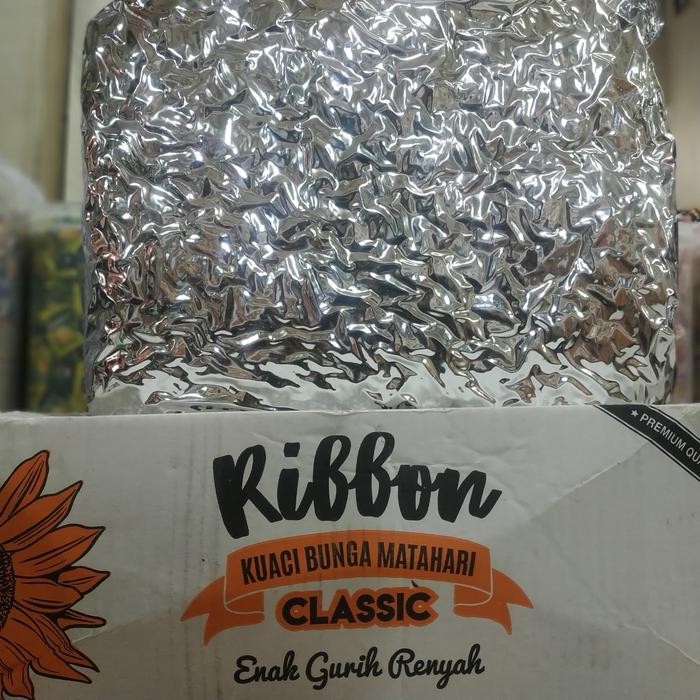 ★ PREMIUM
Ribbon
KUACI BUNGA MATAHARI
CLASSIC
Enak Gurih Renyah